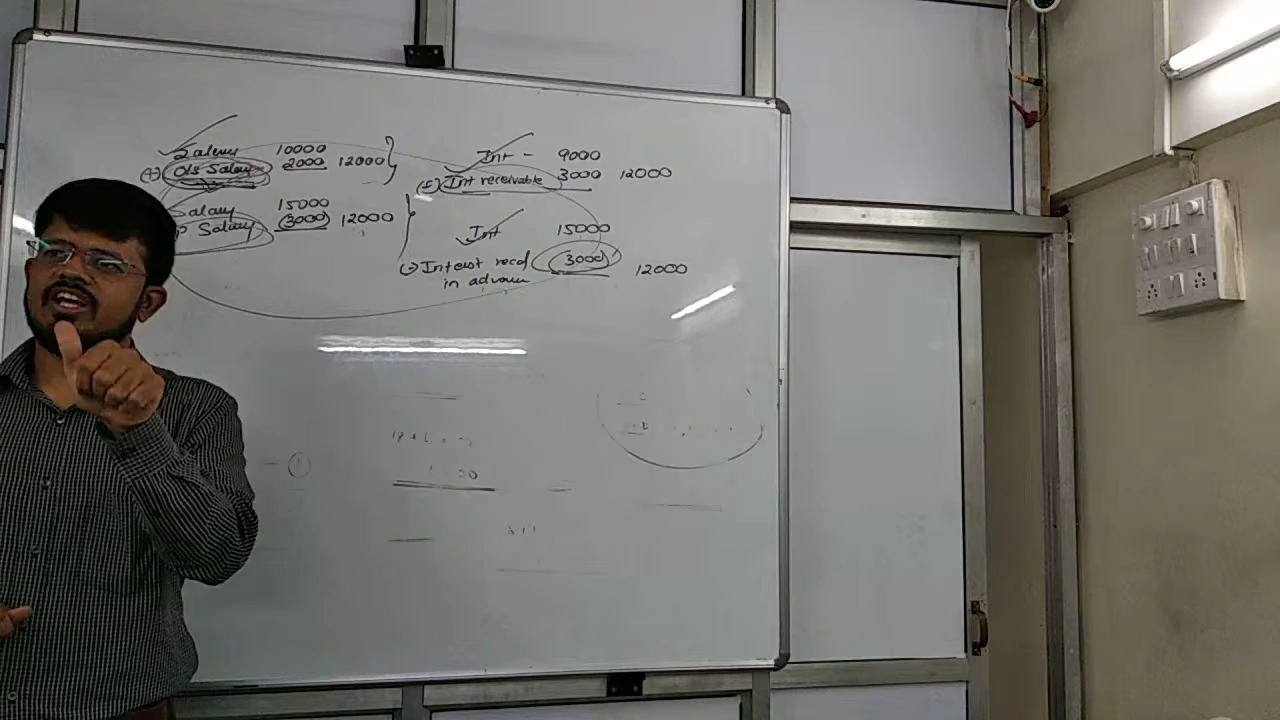 Salary 10000
(+) O/s Salary 2000 12000
Salary 15000
P Salary (3000) 12000
Int - 9000
(+) Int receivable 3000 12000
Int 15000
(-) Interest recd (3000)
in advance 12000